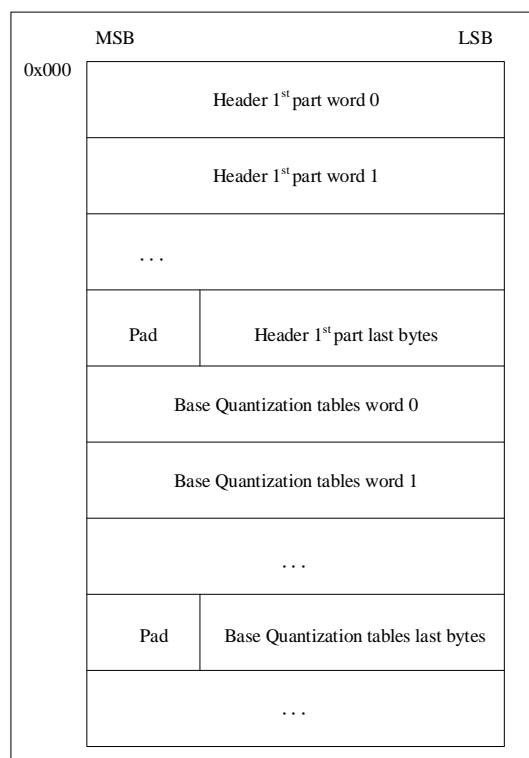 MSB LSB
0x000
Header 1st part word 0
Header 1st part word 1
. . .
Pad Header 1st part last bytes
Base Quantization tables word 0
Base Quantization tables word 1
. . .
Pad Base Quantization tables last bytes
. . .